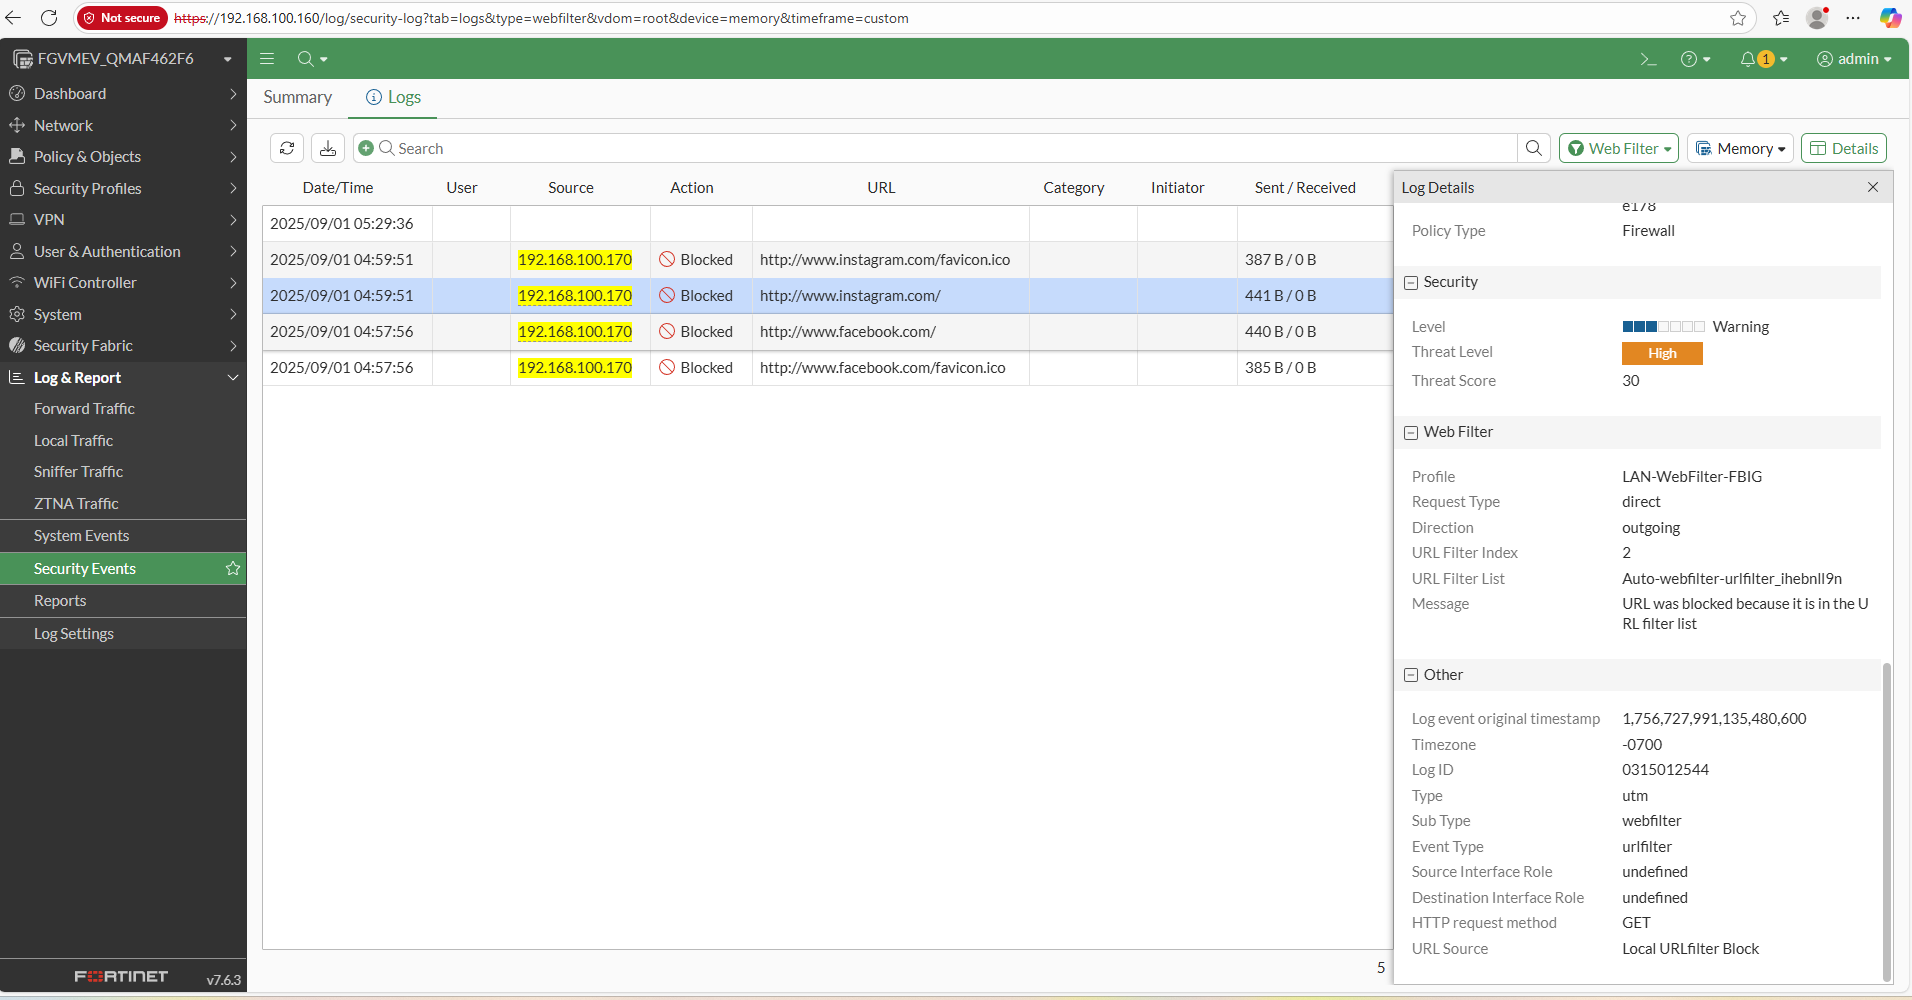 Not secure https://192.168.100.160/log/security-log?tab=logs&type=webfilter&vdom=root&device=memory&timeframe=custom
FGVMEV_QMAF462F6
1
admin
Dashboard
Network
Policy & Objects
Security Profiles
VPN
User & Authentication
WiFi Controller
System
Security Fabric
Log & Report
Forward Traffic
Local Traffic
Sniffer Traffic
ZTNA Traffic
System Events
Security Events
Reports
Log Settings
FORTINET v7.6.3
Summary Logs
Search Web Filter Memory Details
Date/Time User Source Action URL Category Initiator Sent / Received
2025/09/01 05:29:36
2025/09/01 04:59:51 192.168.100.170 Blocked http://www.instagram.com/favicon.ico 387 B / 0 B
2025/09/01 04:59:51 192.168.100.170 Blocked http://www.instagram.com/ 441 B / 0 B
2025/09/01 04:57:56 192.168.100.170 Blocked http://www.facebook.com/ 440 B / 0 B
2025/09/01 04:57:56 192.168.100.170 Blocked http://www.facebook.com/favicon.ico 385 B / 0 B
5
Log Details
e178
Policy Type Firewall
Security
Level Warning
Threat Level High
Threat Score 30
Web Filter
Profile LAN-WebFilter-FBIG
Request Type direct
Direction outgoing
URL Filter Index 2
URL Filter List Auto-webfilter-urlfilter_ihebnll9n
Message URL was blocked because it is in the U
RL filter list
Other
Log event original timestamp 1,756,727,991,135,480,600
Timezone -0700
Log ID 0315012544
Type utm
Sub Type webfilter
Event Type urlfilter
Source Interface Role undefined
Destination Interface Role undefined
HTTP request method GET
URL Source Local URLfilter Block